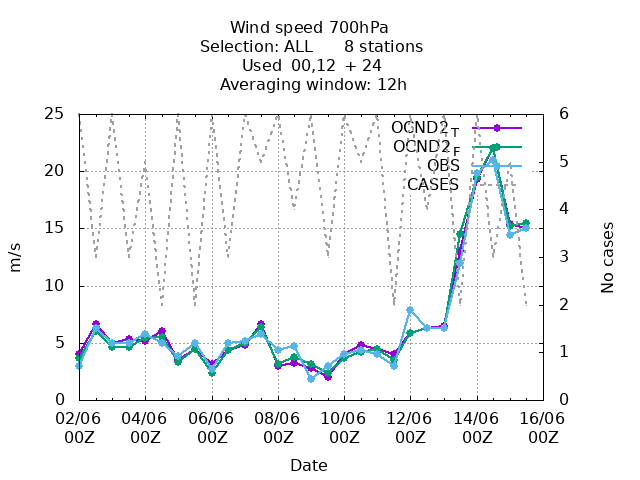 Wind speed 700hPa
Selection: ALL 8 stations
Used 00,12 + 24
Averaging window: 12h
25
20
15
10
5
0
6
5
4
3
2
1
0
m/s
No cases
OCND2 T
OCND2 F
OBS
CASES
02/06 04/06 06/06 08/06 10/06 12/06 14/06 16/06
00Z 00Z 00Z 00Z 00Z 00Z 00Z 00Z
Date